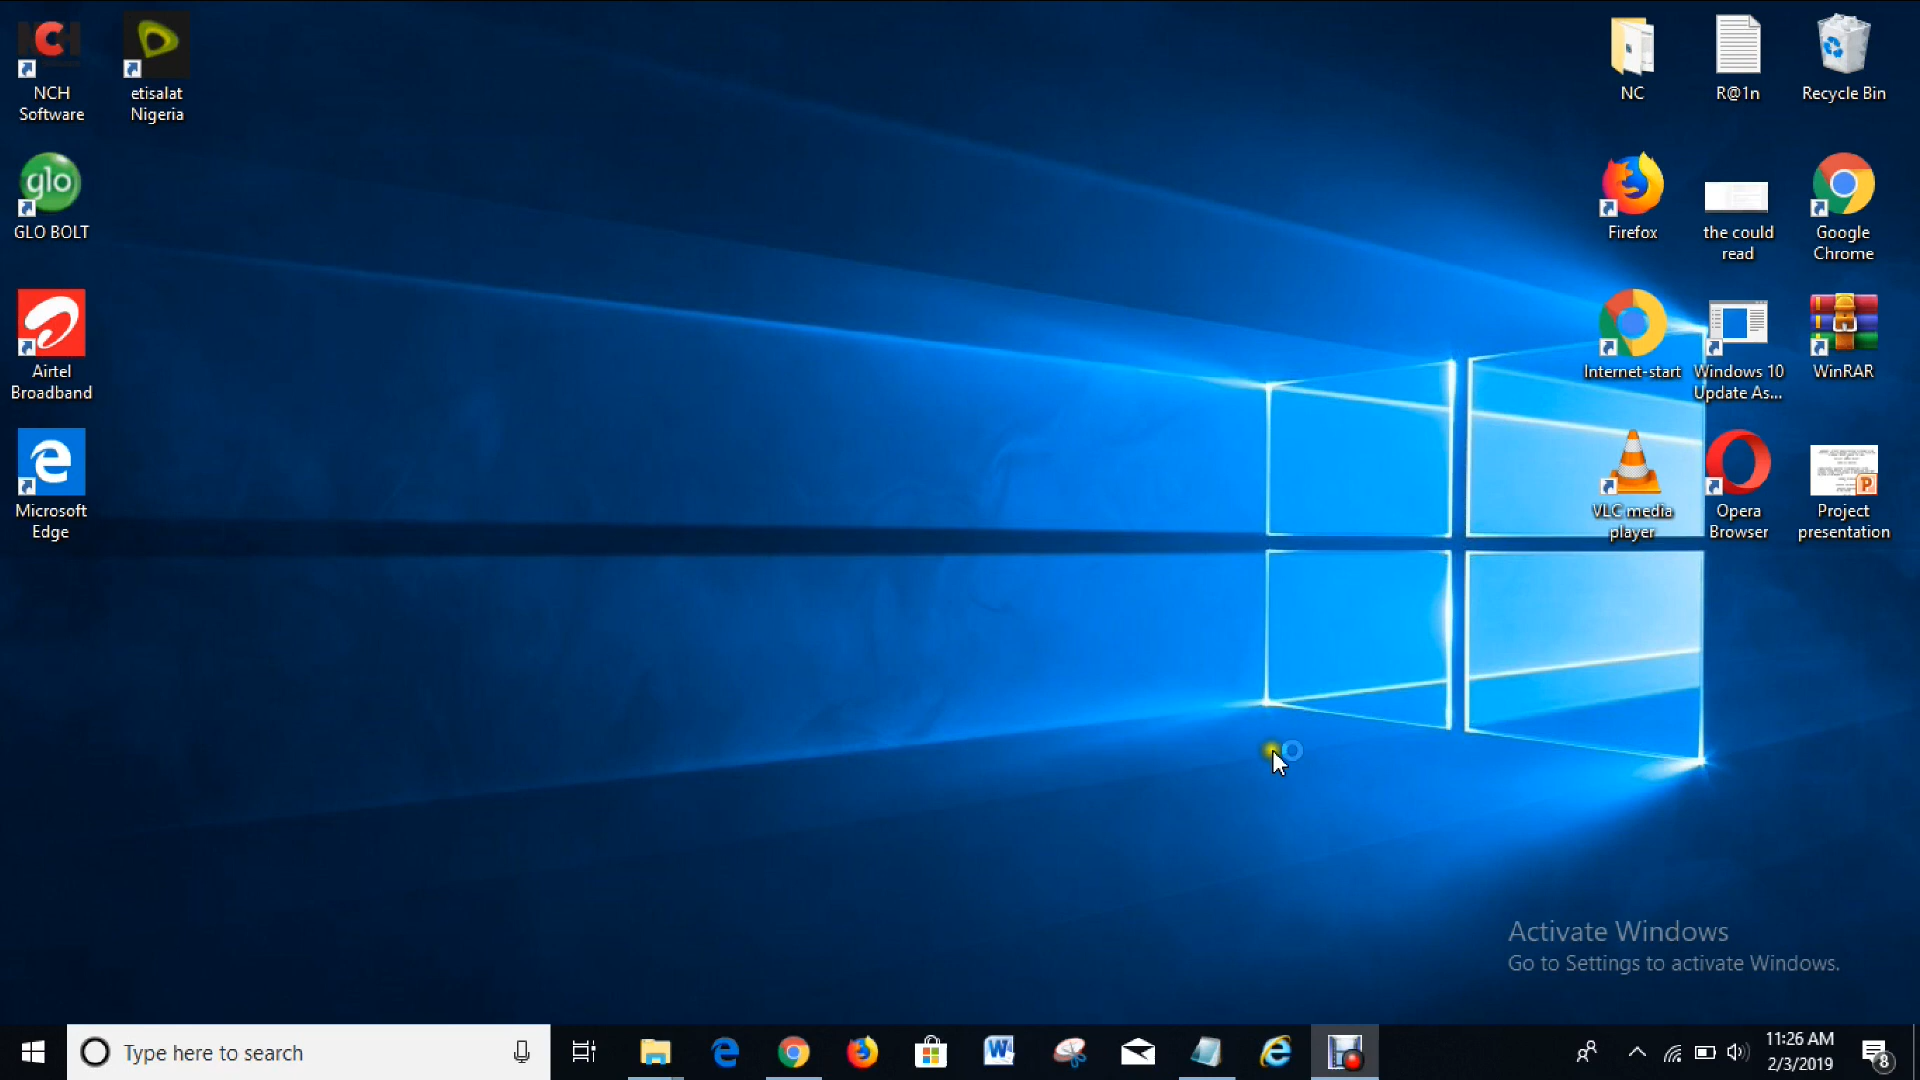 NCH
Software
etisalat
Nigeria
glo
GLO BOLT
Airtel
Broadband
Microsoft
Edge
NC
R@1n
Recycle Bin
Firefox
the could
read
Google
Chrome
Internet-start
Windows 10
Update As...
WinRAR
VLC media
player
Opera
Browser
Project
presentation
Activate Windows
Go to Settings to activate Windows.
Type here to search
11:26 AM
2/3/2019
8